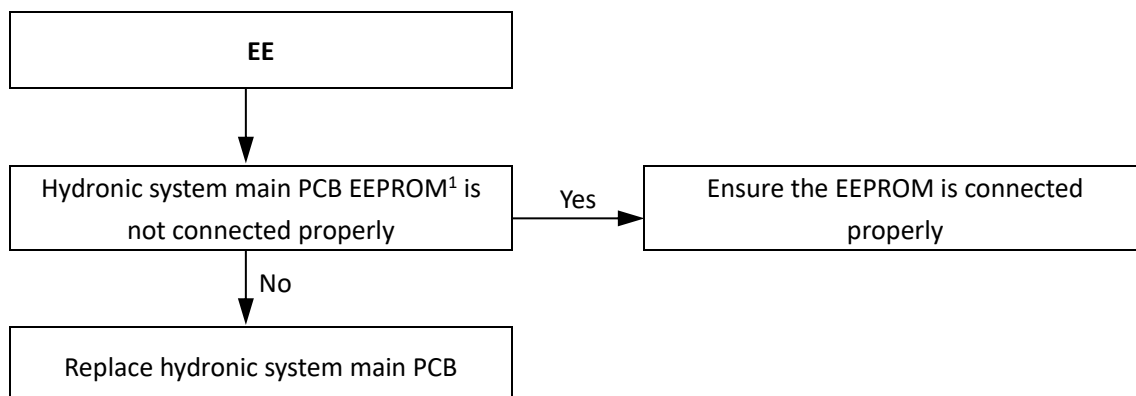 EE
Hydronic system main PCB EEPROM¹ is
not connected properly
Yes
Ensure the EEPROM is connected
properly
No
Replace hydronic system main PCB